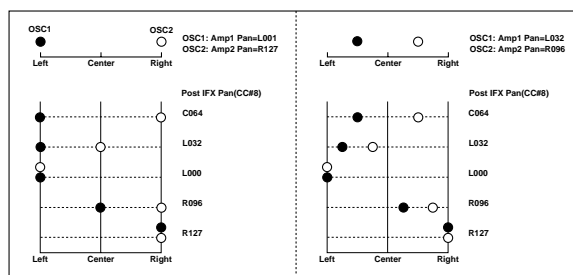 OSC1
OSC2
OSC1: Amp1 Pan=L001
OSC2: Amp2 Pan=R127
Left Center Right
Post IFX Pan(CC#8)
C064
L032
L000
R096
R127
Left Center Right
OSC1: Amp1 Pan=L032
OSC2: Amp2 Pan=R096
Left Center Right
Post IFX Pan(CC#8)
C064
L032
L000
R096
R127
Left Center Right